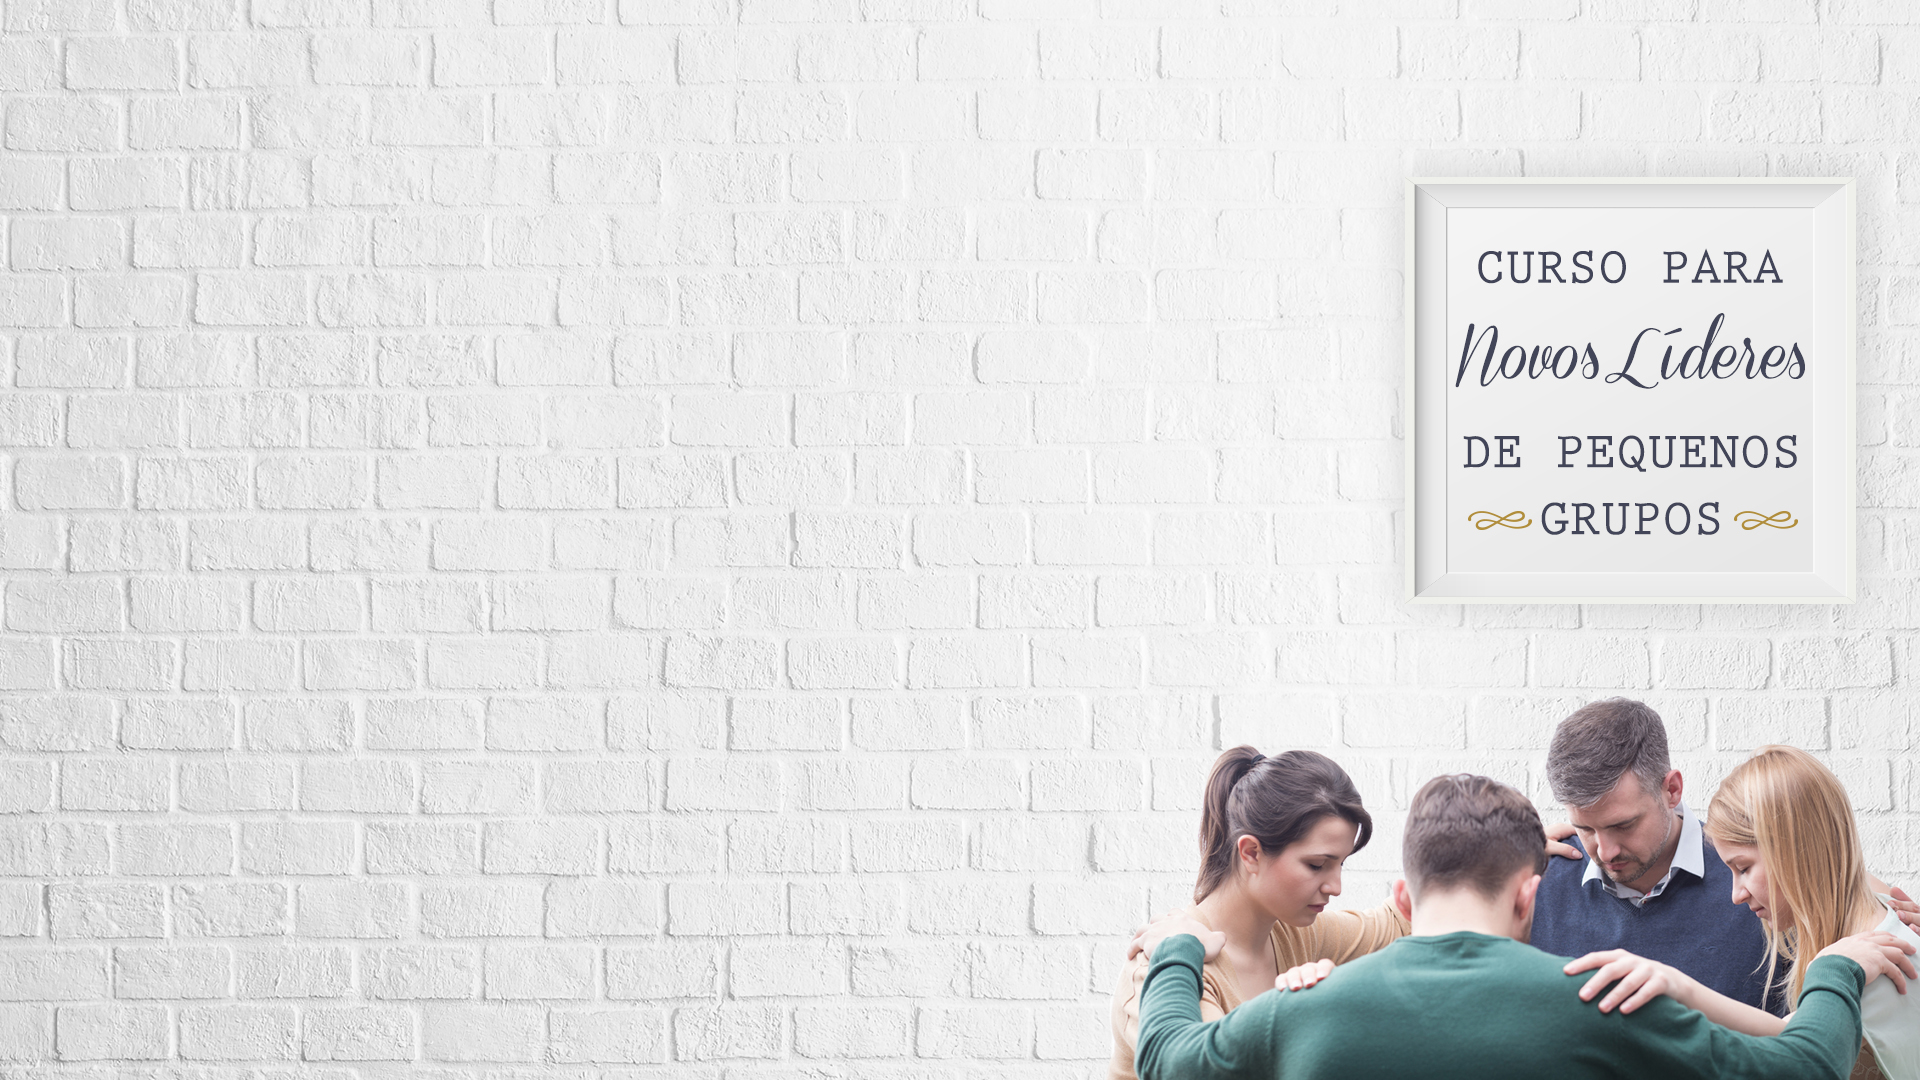 CURSO PARA
Novos Líderes
DE PEQUENOS
GRUPOS